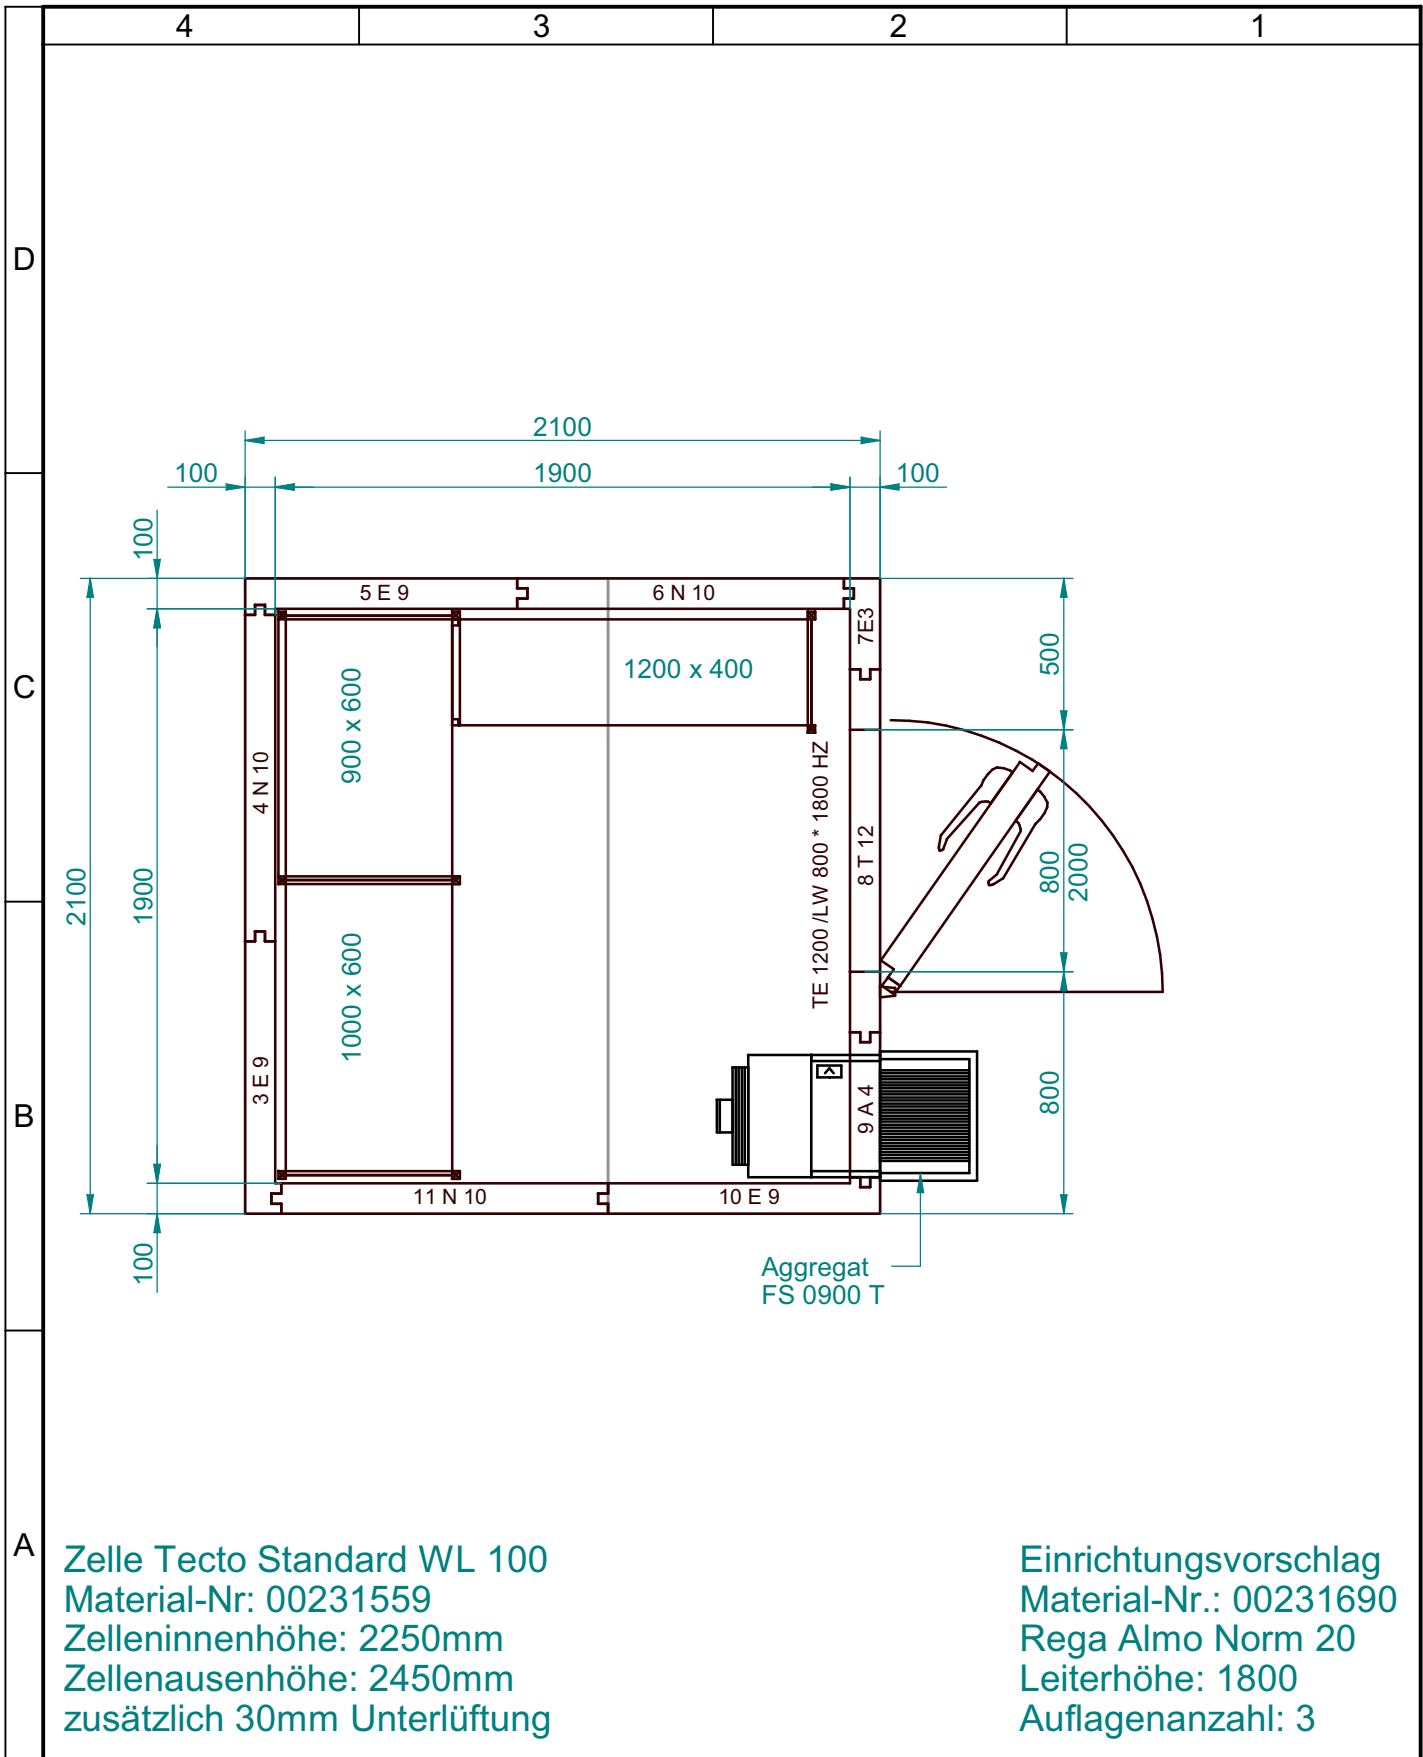 4 3 2 1
D
C
B
A
2100
100 1900 100
100
5 E 9 6 N 10
7E3
500
1200 x 400
900 x 600
4 N 10
TE 1200 /LW 800 * 1800 HZ
8 T 12
800
2000
2100
1900
1000 x 600
3 E 9
9 A 4
800
11 N 10 10 E 9
100
Aggregat
FS 0900 T
Zelle Tecto Standard WL 100
Material-Nr: 00231559
Zelleninnenhöhe: 2250mm
Zellenausenhöhe: 2450mm
zusätzlich 30mm Unterlüftung
Einrichtungsvorschlag
Material-Nr.: 00231690
Rega Almo Norm 20
Leiterhöhe: 1800
Auflagenanzahl: 3